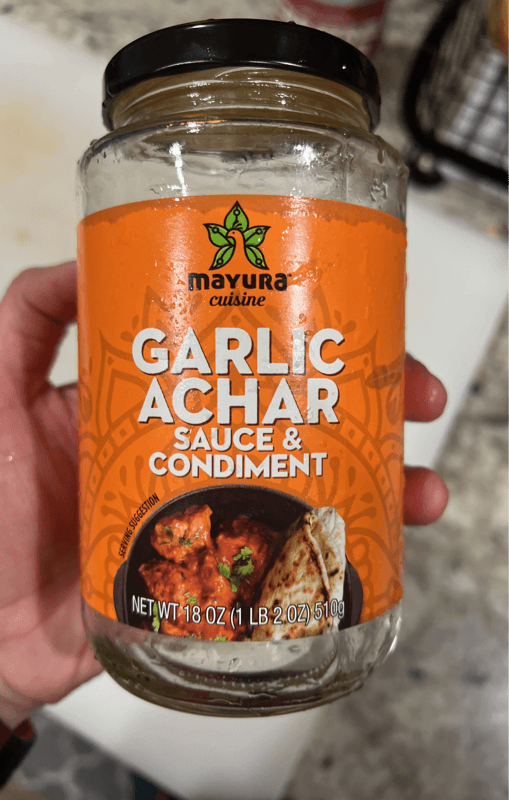 mayura
cuisine
GARLIC
ACHAR
SAUCE &
CONDIMENT
SERVING SUGGESTION
NET WT 18 OZ (1 LB 2 OZ) 510g